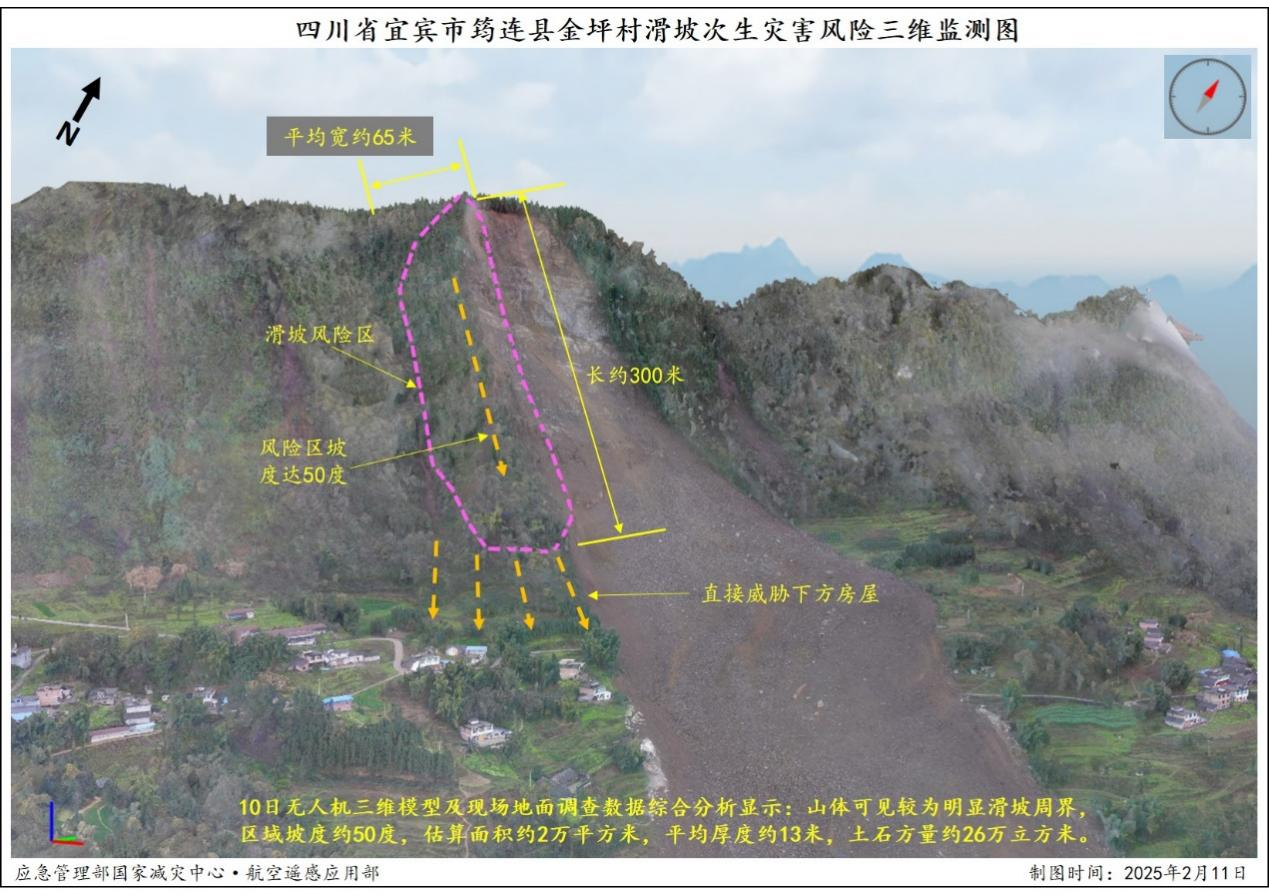 四川省宜宾市筠连县金坪村滑坡次生灾害风险三维监测图
N
平均宽约65米
滑坡风险区
长约300米
风险区坡
度达50度
直接威胁下方房屋
10日无人机三维模型及现场地面调查数据综合分析显示：山体可见较为明显滑坡周界，
区域坡度约50度，估算面积约2万平方米，平均厚度约13米，土石方量约26万立方米。
应急管理部国家减灾中心·航空遥感应用部
制图时间：2025年2月11日